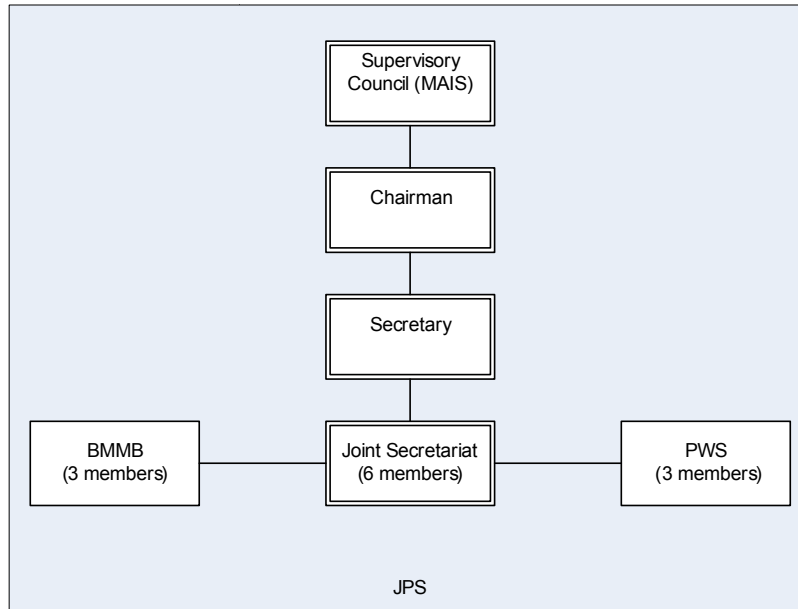 Supervisory
Council (MAIS)
Chairman
Secretary
BMMB
(3 members)
Joint Secretariat
(6 members)
PWS
(3 members)
JPS